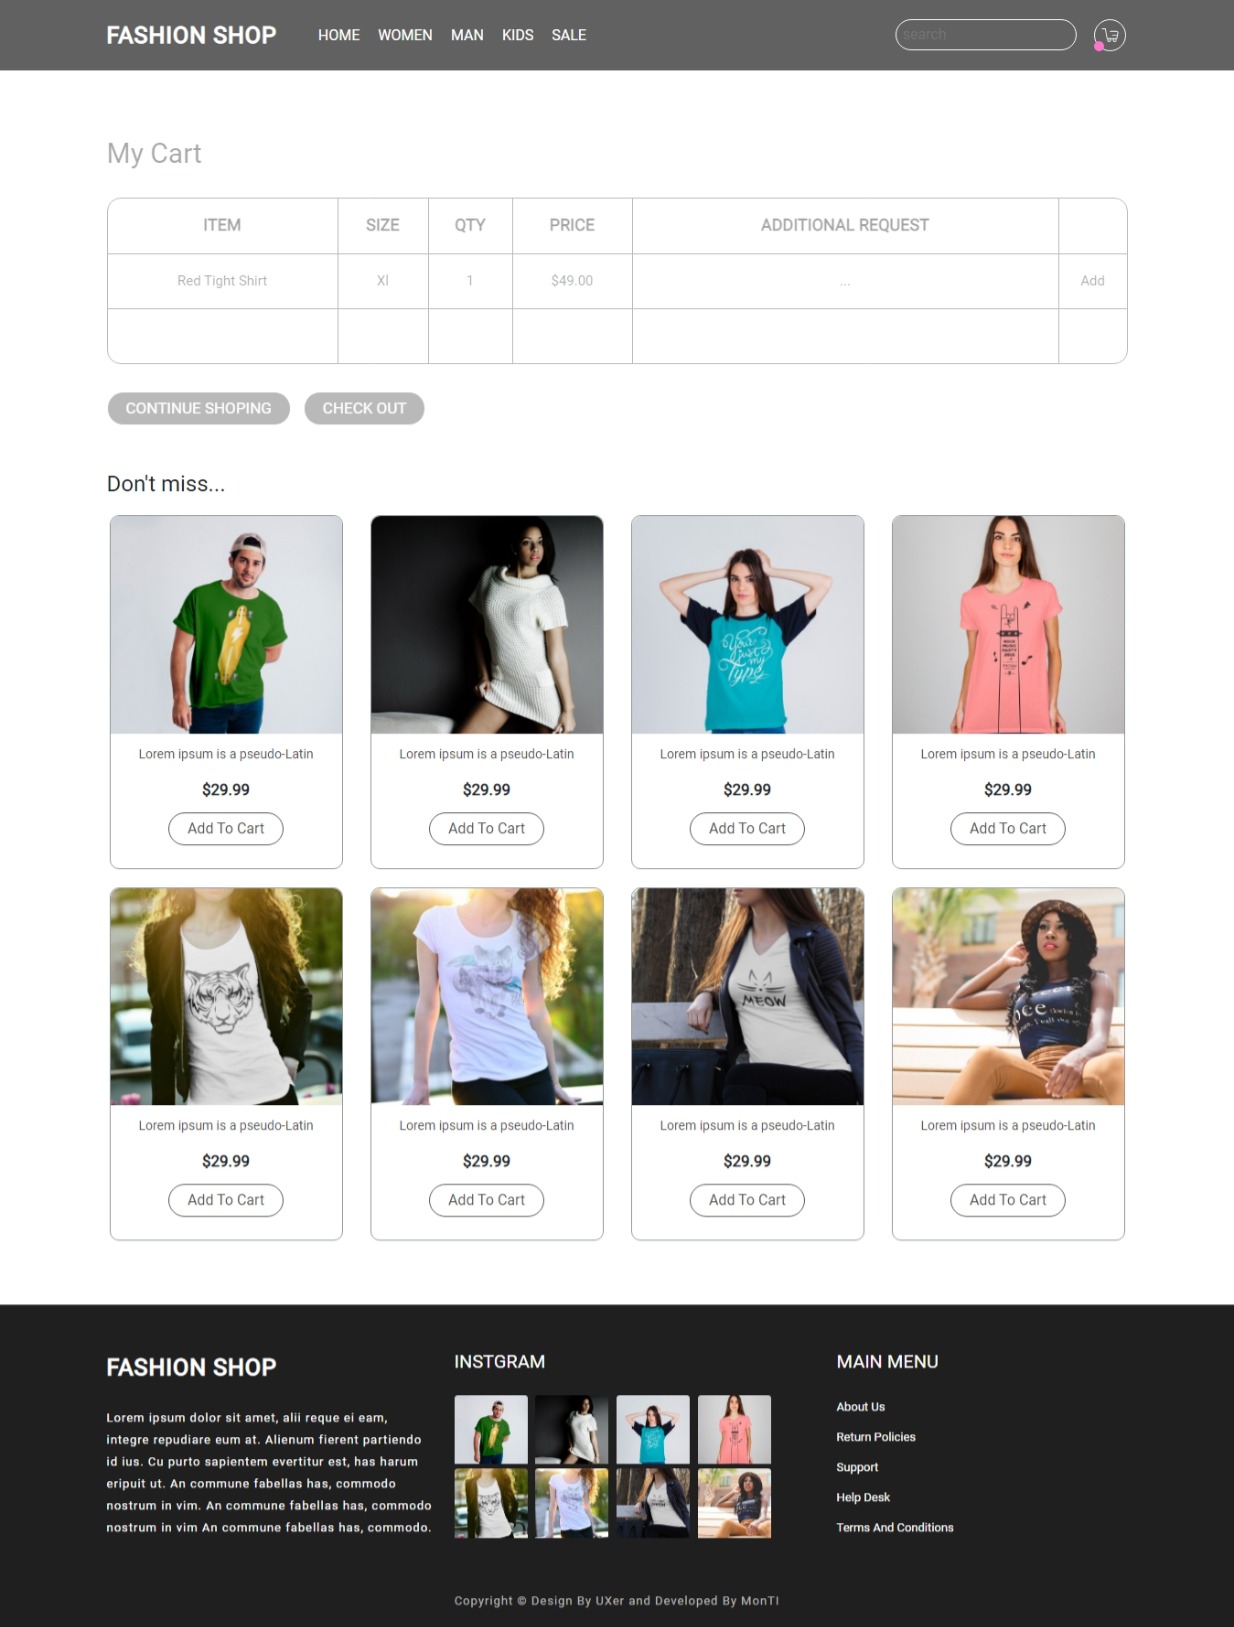 FASHION SHOP HOME WOMEN MAN KIDS SALE search
My Cart
ITEM SIZE QTY PRICE ADDITIONAL REQUEST
Red Tight Shirt Xl 1 $49.00 ... Add
CONTINUE SHOPING CHECK OUT
Don't miss...
You're
just
my
Type
Lorem ipsum is a pseudo-Latin Lorem ipsum is a pseudo-Latin Lorem ipsum is a pseudo-Latin Lorem ipsum is a pseudo-Latin
$29.99 $29.99 $29.99 $29.99
Add To Cart Add To Cart Add To Cart Add To Cart
MEOW
Lorem ipsum is a pseudo-Latin Lorem ipsum is a pseudo-Latin Lorem ipsum is a pseudo-Latin Lorem ipsum is a pseudo-Latin
$29.99 $29.99 $29.99 $29.99
Add To Cart Add To Cart Add To Cart Add To Cart
FASHION SHOP
Lorem ipsum dolor sit amet, alii reque ei eam,
integre repudiare eum at. Alienum fierent partiendo
id ius. Cu purto sapientem evertitur est, has harum
eripuit ut. An commune fabellas has, commodo
nostrum in vim. An commune fabellas has, commodo
nostrum in vim An commune fabellas has, commodo.
INSTGRAM
MAIN MENU
About Us
Return Policies
Support
Help Desk
Terms And Conditions
Copyright © Design By UXer and Developed By MonTI